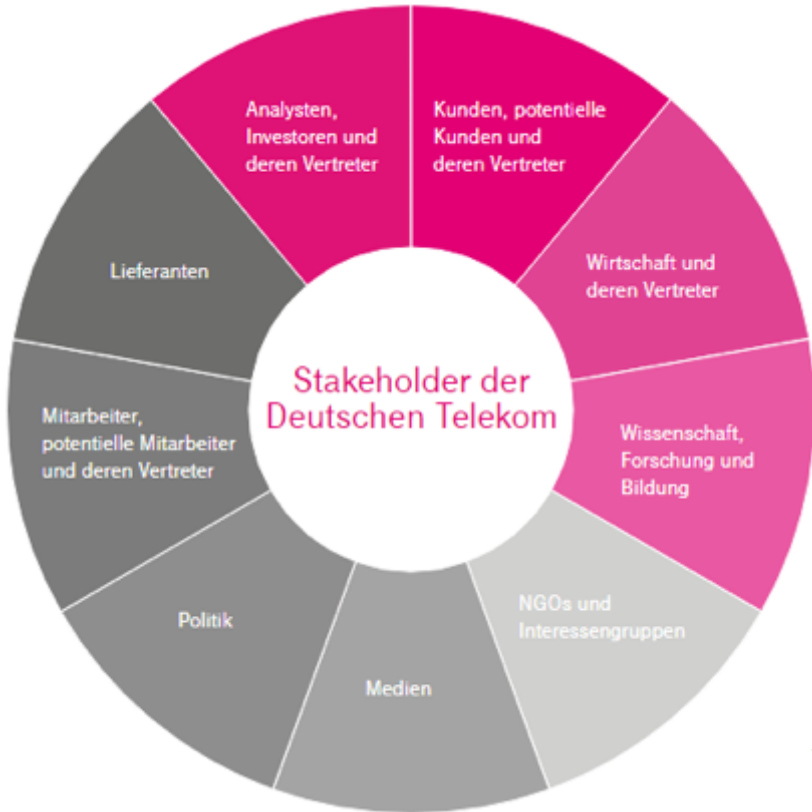 Analysten,
Investoren und
deren Vertreter
Kunden, potentielle
Kunden und
deren Vertreter
Wirtschaft und
deren Vertreter
Wissenschaft,
Forschung und
Bildung
NGOs und
Interessengruppen
Medien
Politik
Mitarbeiter,
potentielle Mitarbeiter
und deren Vertreter
Lieferanten
Stakeholder der
Deutschen Telekom